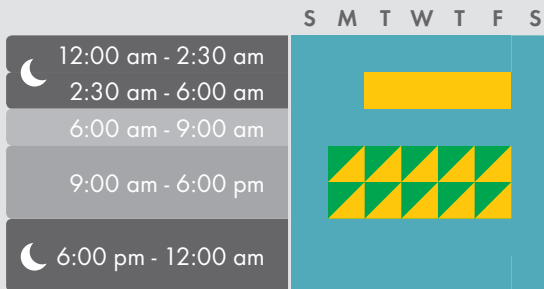 S M T W T F S
12:00 am - 2:30 am
2:30 am - 6:00 am
6:00 am - 9:00 am
9:00 am - 6:00 pm
6:00 pm - 12:00 am